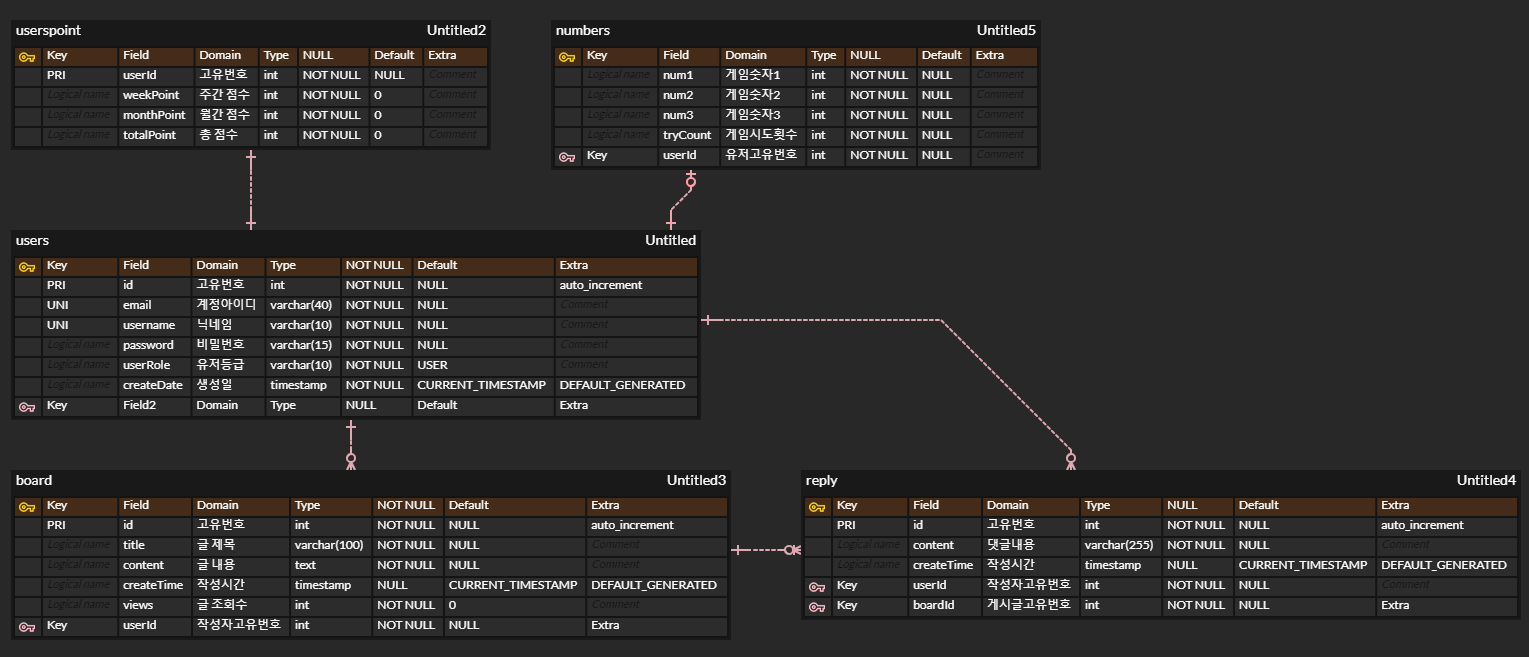 userspoint Untitled2
Key Field Domain Type NULL Default Extra
PRI userId 고유번호 int NOT NULL NULL Comment
Logical name weekPoint 주간 점수 int NOT NULL 0 Comment
Logical name monthPoint 월간 점수 int NOT NULL 0 Comment
Logical name totalPoint 총 점수 int NOT NULL 0 Comment
numbers Untitled5
Key Field Domain Type NULL Default Extra
Logical name num1 게임숫자1 int NOT NULL NULL Comment
Logical name num2 게임숫자2 int NOT NULL NULL Comment
Logical name num3 게임숫자3 int NOT NULL NULL Comment
Logical name tryCount 게임시도횟수 int NOT NULL NULL Comment
Key userId 유저고유번호 int NOT NULL NULL Comment
users Untitled
Key Field Domain Type NOT NULL Default Extra
PRI id 고유번호 int NOT NULL NULL auto_increment
UNI email 계정아이디 varchar(40) NOT NULL NULL Comment
UNI username 닉네임 varchar(10) NOT NULL NULL Comment
Logical name password 비밀번호 varchar(15) NOT NULL NULL Comment
Logical name userRole 유저등급 varchar(10) NOT NULL USER Comment
Logical name createDate 생성일 timestamp NOT NULL CURRENT_TIMESTAMP DEFAULT_GENERATED
Key Field2 Domain Type NULL Default Extra
board Untitled3
Key Field Domain Type NOT NULL Default Extra
PRI id 고유번호 int NOT NULL NULL auto_increment
Logical name title 글 제목 varchar(100) NOT NULL NULL Comment
Logical name content 글 내용 text NOT NULL NULL Comment
Logical name createTime 작성시간 timestamp NULL CURRENT_TIMESTAMP DEFAULT_GENERATED
Logical name views 글 조회수 int NOT NULL 0 Comment
Key userId 작성자고유번호 int NOT NULL NULL Extra
reply Untitled4
Key Field Domain Type NULL Default Extra
PRI id 고유번호 int NOT NULL NULL auto_increment
Logical name content 댓글내용 varchar(255) NOT NULL NULL Comment
Logical name createTime 작성시간 timestamp NULL CURRENT_TIMESTAMP DEFAULT_GENERATED
Key userId 작성자고유번호 int NOT NULL NULL Comment
Key boardId 게시글고유번호 int NOT NULL NULL Extra